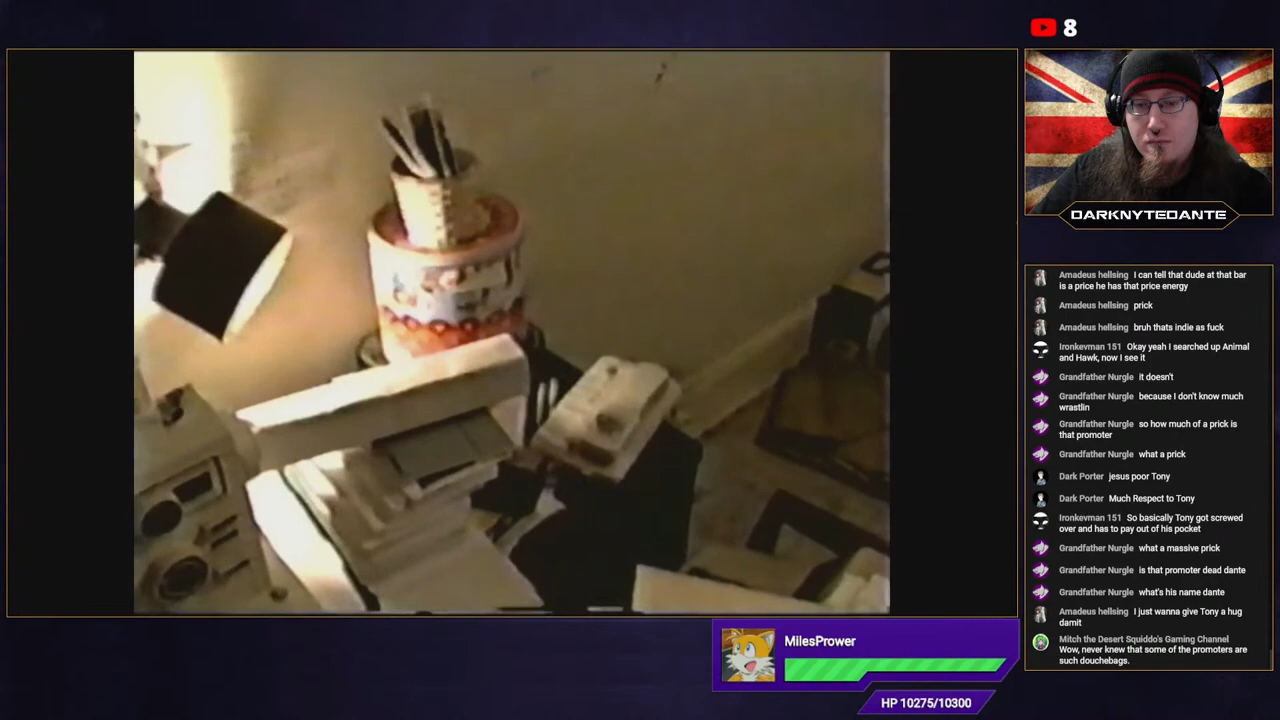 8
DARKNYTEDANTE
Amadeus hellsing I can tell that dude at that bar
is a price he has that price energy
Amadeus hellsing prick
Amadeus hellsing bruh thats indie as fuck
Ironkevman 151 Okay yeah I searched up Animal
and Hawk, now I see it
Grandfather Nurgle it doesn't
Grandfather Nurgle because I don't know much
wrastlin
Grandfather Nurgle so how much of a prick is
that promoter
Grandfather Nurgle what a prick
Dark Porter jesus poor Tony
Dark Porter Much Respect to Tony
Ironkevman 151 So basically Tony got screwed
over and has to pay out of his pocket
Grandfather Nurgle what a massive prick
Grandfather Nurgle is that promoter dead dante
Grandfather Nurgle what's his name dante
Amadeus hellsing I just wanna give Tony a hug
damit
Mitch the Desert Squiddo's Gaming Channel
Wow, never knew that some of the promoters are
such douchebags.
MilesPrower
HP 10275/10300